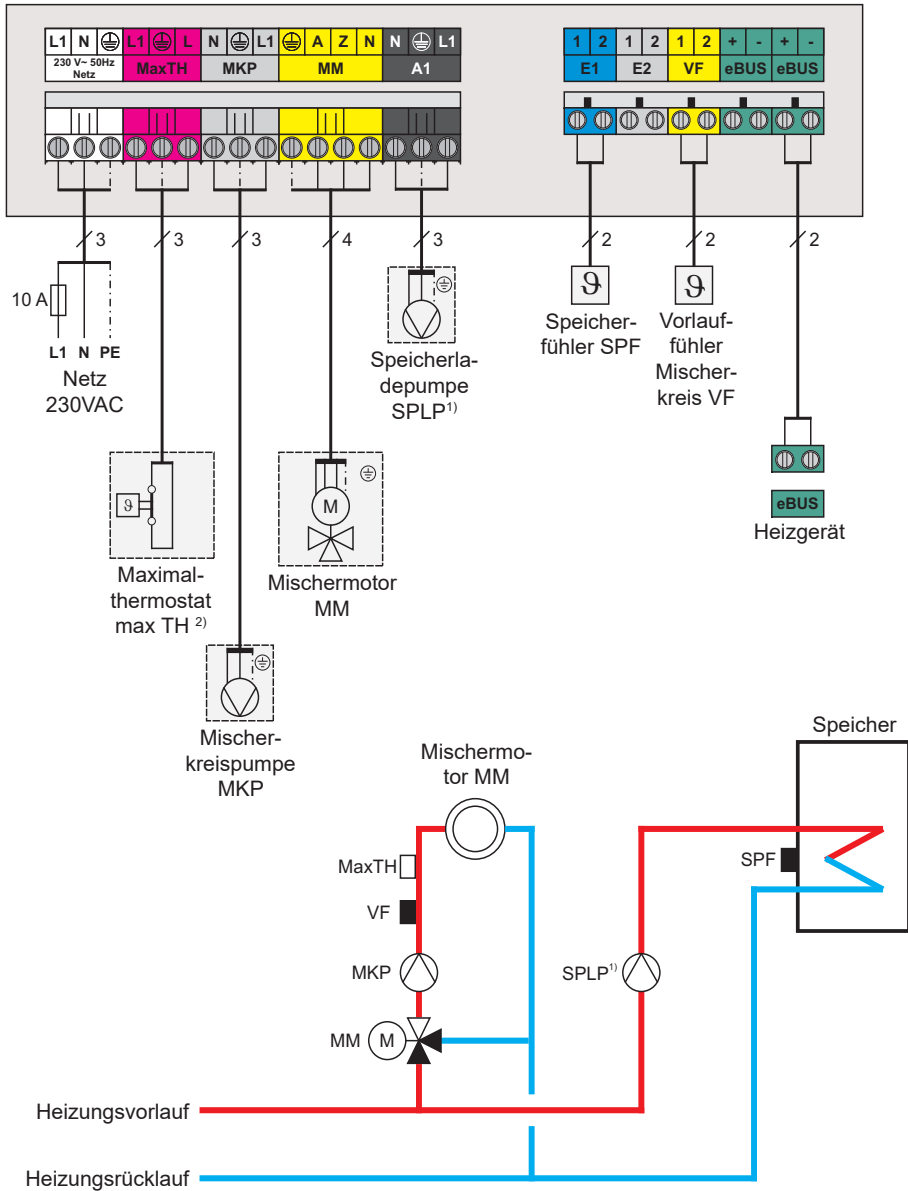 L1 N L1 L N L1 A Z N N L1 1 2 1 2 1 2 + - + -
230 V~ 50Hz
Netz
MaxTH MKP MM A1 E1 E2 VF eBUS eBUS
3 3 3 4 3 2 2 2
10 A
L1 N PE
Netz
230VAC
Speicherla-
depumpe
SPLP1)
ϑ
Speicher-
fühler SPF
ϑ
Vorlauf-
fühler
Mischer-
kreis VF
eBUS
Heizgerät
ϑ
Maximal-
thermostat
max TH 2)
M
Mischermotor
MM
Mischer-
kreispumpe
MKP
Mischermo-
tor MM
Speicher
MaxTH
VF
MKP
MM M
SPLP1)
SPF
Heizungsvorlauf
Heizungsrücklauf